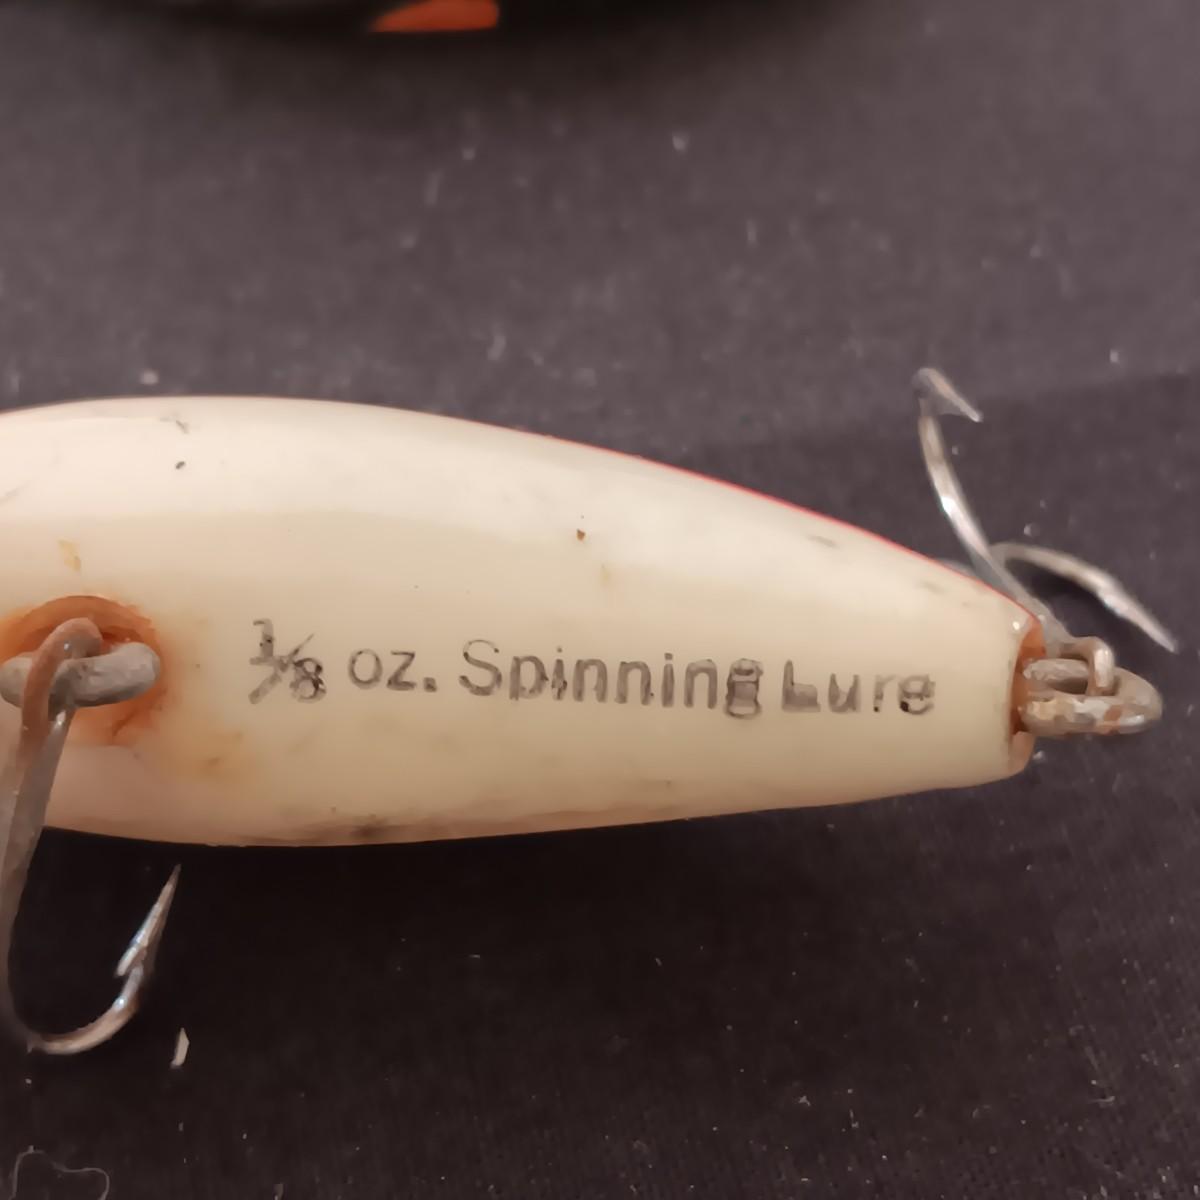 ⅛ oz. Spinning Lure